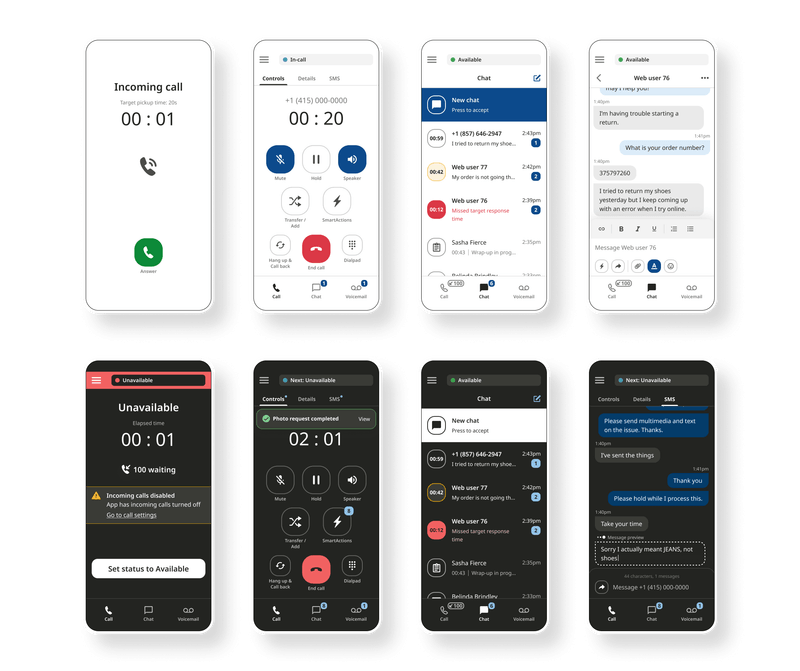 Incoming call
Target pickup time: 20s
00 : 01
Answer
In-call
Controls
Details
SMS
+1 (415) 000-0000
00 : 20
Mute
Hold
Speaker
Transfer /
Add
SmartActions
Hang up &
Call back
End call
Dialpad
Call
Chat
1
Voicemail
1
Available
Chat
New chat
Press to accept
00:59
+1 (857) 646-2947
I tried to return my shoe...
2:43pm
1
00:42
Web user 77
My order is not going th...
2:42pm
2
00:12
Web user 76
Missed target response
time
2:39pm
2
Sasha Fierce
00:43 | Wrap-up in prog...
2:35pm
Belinda Brindley
2:33pm
Call
100
Chat
6
Voicemail
Available
Web user 76
may I help you?
1:40pm
I'm having trouble starting a
return.
1:41pm
What is your order number?
1:40pm
375797260
I tried to return my shoes
yesterday but I keep coming up
with an error when I try online.
B
I
U
Message Web user 76
A
Call
100
Chat
Voicemail
Unavailable
Unavailable
Elapsed time
00 : 01
100 waiting
Incoming calls disabled
App has incoming calls turned off
Go to call settings
Set status to Available
Call
Chat
Voicemail
Next: Unavailable
Controls
Details
SMS
Photo request completed
View
02 : 01
Mute
Hold
Speaker
Transfer /
Add
8
SmartActions
Hang up &
Call back
End call
Dialpad
Call
Chat
6
Voicemail
1
Available
Chat
New chat
Press to accept
00:59
+1 (857) 646-2947
I tried to return my shoe...
2:43pm
1
00:42
Web user 77
My order is not going th...
2:42pm
2
00:12
Web user 76
Missed target response
time
2:39pm
2
Sasha Fierce
00:43 | Wrap-up in prog...
2:35pm
Belinda Brindley
2:33pm
Call
100
Chat
6
Voicemail
Next: Unavailable
Controls
Details
SMS
Please send multimedia and text
on the issue. Thanks.
1:40pm
I've sent the things
1:41pm
Thank you
Please hold while I process this.
1:40pm
Take your time
Message preview
Sorry I actually meant JEANS, not
shoes
44 characters, 1 messages
Message +1 (415) 000-0000
Call
Chat
6
Voicemail
1